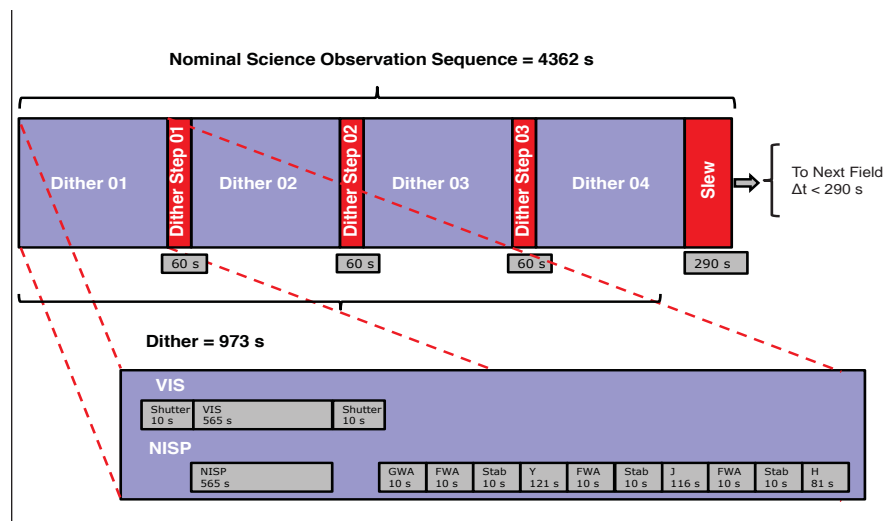 Nominal Science Observation Sequence = 4362 s
Dither 01
Dither Step 01
Dither 02
Dither Step 02
Dither 03
Dither Step 03
Dither 04
Slew
To Next Field
Δt < 290 s
60 s
60 s
60 s
290 s
Dither = 973 s
VIS
Shutter
10 s
VIS
565 s
Shutter
10 s
NISP
NISP
565 s
GWA
10 s
FWA
10 s
Stab
10 s
Y
121 s
FWA
10 s
Stab
10 s
J
116 s
FWA
10 s
Stab
10 s
H
81 s